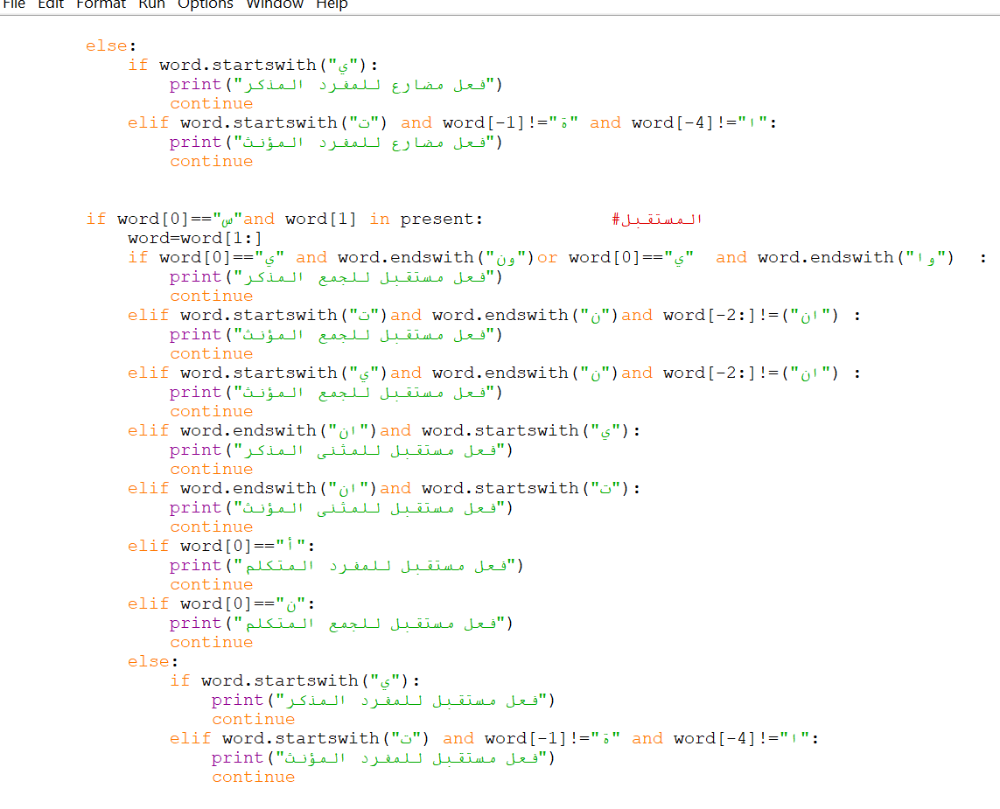 File Edit Format Run Options Window Help
else:
if word.startswith("ي"):
print("فعل مضارع للمفرد المذكر")
continue
elif word.startswith("ت") and word[-1]!="ة" and word[-4]!="ا":
print("فعل مضارع للمفرد المؤنث")
continue
if word[0]=="س"and word[1] in present: #المستقبل
word=word[1:]
if word[0]=="ي" and word.endswith("ون")or word[0]=="ي" and word.endswith("وا") :
print("فعل مستقبل للجمع المذكر")
continue
elif word.startswith("ت")and word.endswith("ن")and word[-2:]!=("ان") :
print("فعل مستقبل للجمع المؤنث")
continue
elif word.startswith("ي")and word.endswith("ن")and word[-2:]!=("ان") :
print("فعل مستقبل للجمع المؤنث")
continue
elif word.endswith("ان")and word.startswith("ي"):
print("فعل مستقبل للمثنى المذكر")
continue
elif word.endswith("ان")and word.startswith("ت"):
print("فعل مستقبل للمثنى المؤنث")
continue
elif word[0]=="أ":
print("فعل مستقبل للمفرد المتكلم")
continue
elif word[0]=="ن":
print("فعل مستقبل للجمع المتكلم")
continue
else:
if word.startswith("ي"):
print("فعل مستقبل للمفرد المذكر")
continue
elif word.startswith("ت") and word[-1]!="ة" and word[-4]!="ا":
print("فعل مستقبل للمفرد المؤنث")
continue